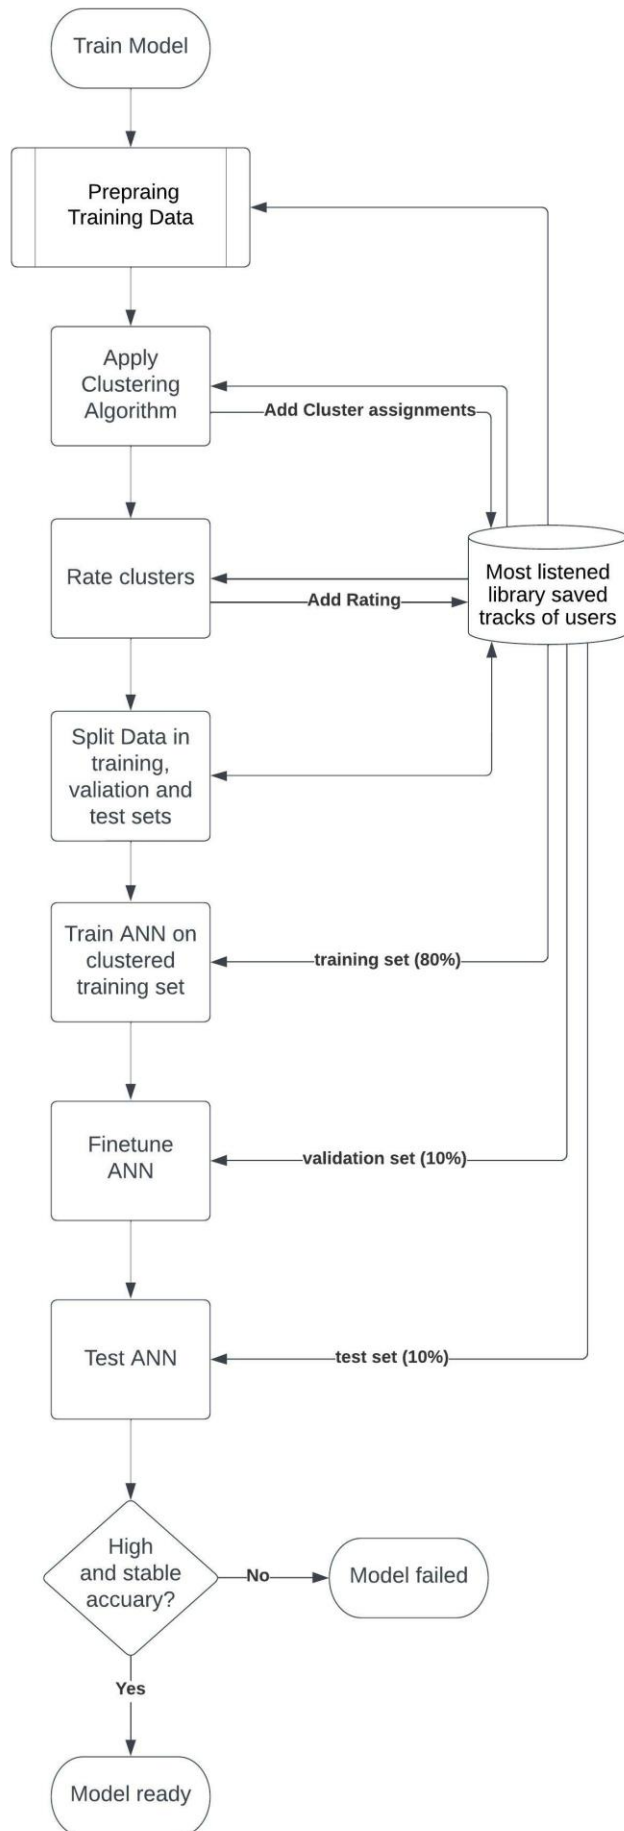 Train Model
Prepraing
Training Data
Apply
Clustering
Algorithm
Add Cluster assignments
Rate clusters
Add Rating
Most listened
library saved
tracks of users
Split Data in
training,
valiation and
test sets
Train ANN on
clustered
training set
training set (80%)
Finetune
ANN
validation set (10%)
Test ANN
test set (10%)
High
and stable
accuary?
No
Model failed
Yes
Model ready